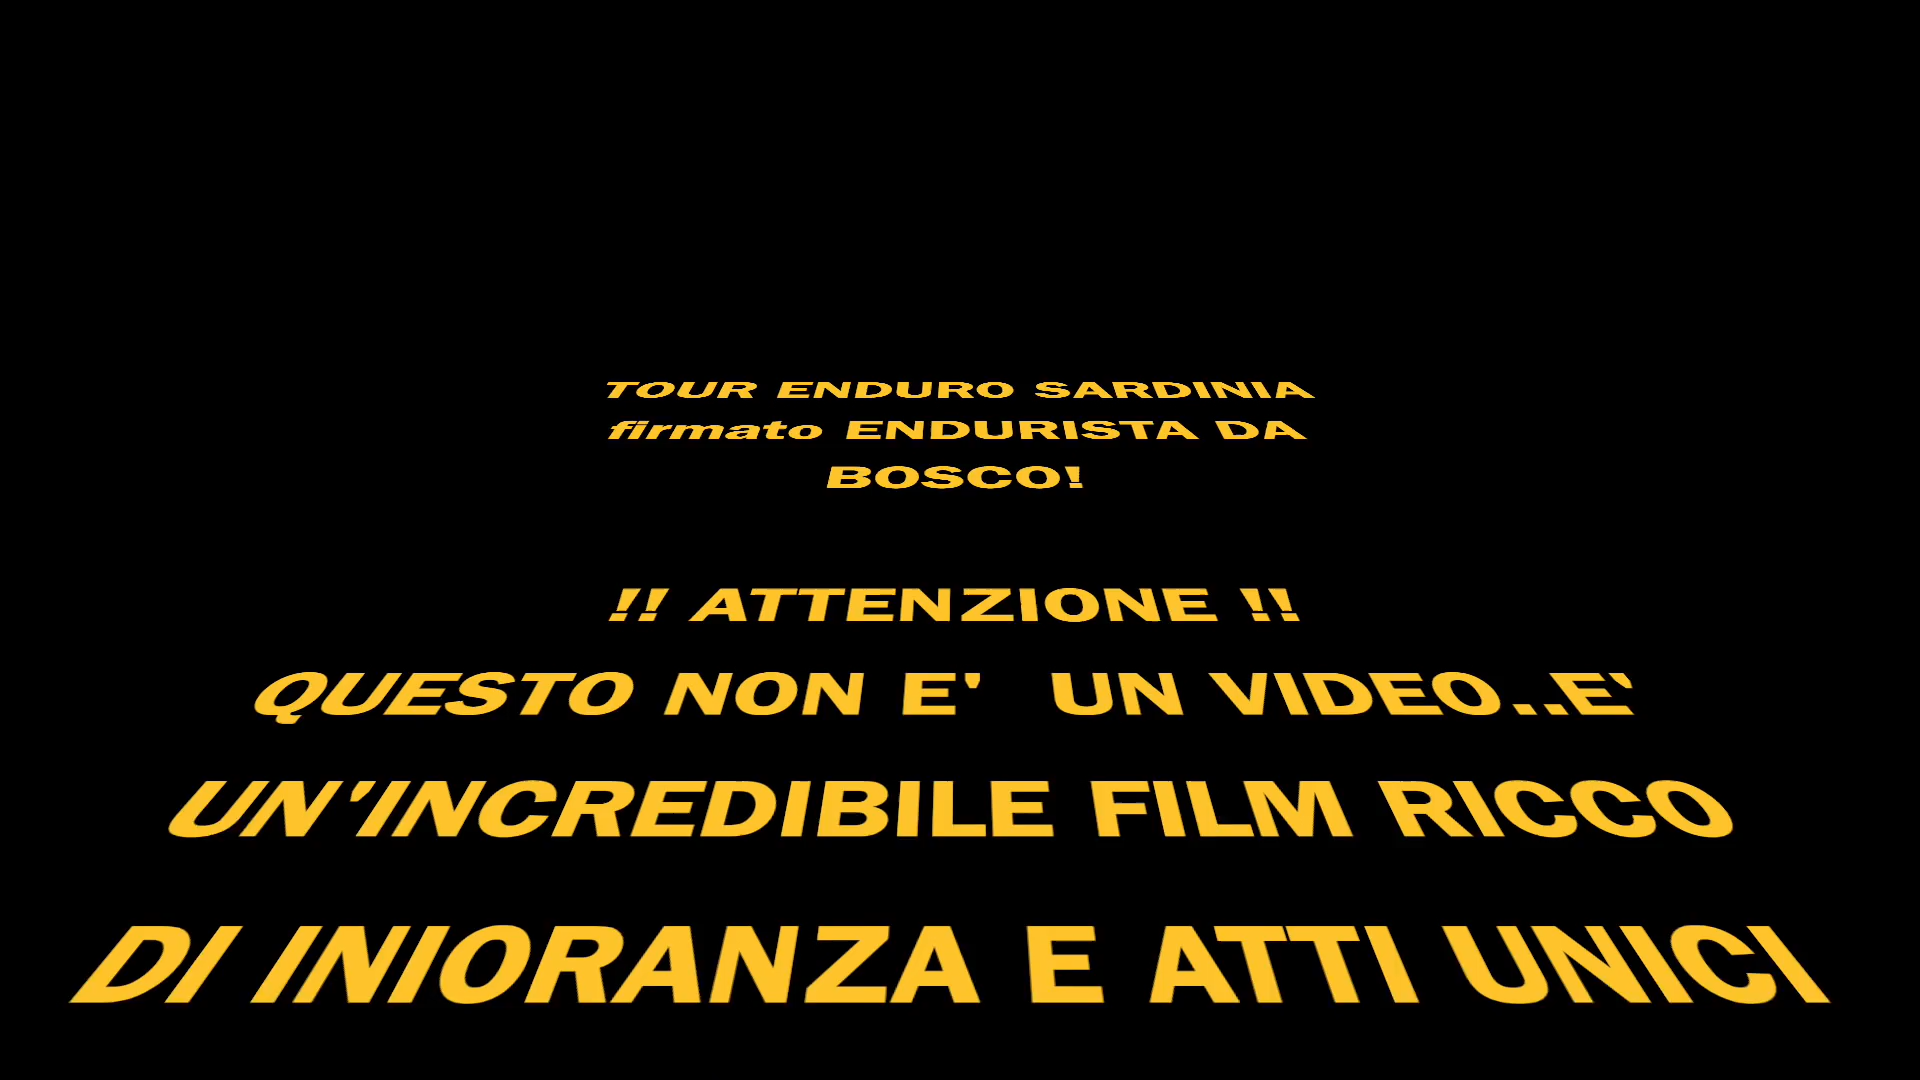 TOUR ENDURO SARDINIA
firmato ENDURISTA DA
BOSCO!
!! ATTENZIONE !!
QUESTO NON E' UN VIDEO..E'
UN'INCREDIBILE FILM RICCO
DI INIORANZA E ATTI UNICI